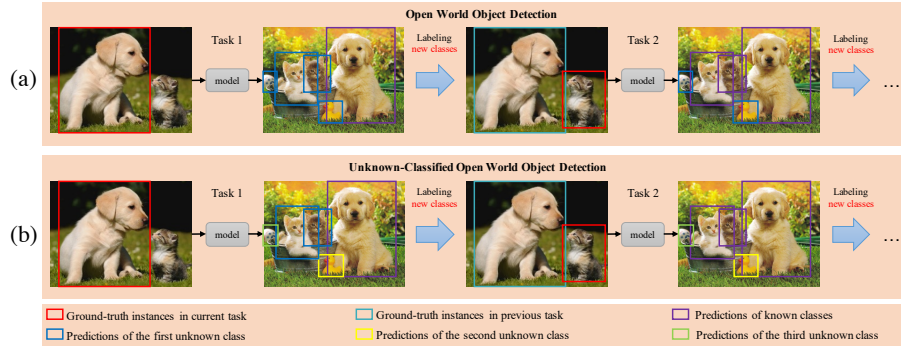 Open World Object Detection
(a)
Task 1
model
Labeling
new classes
Task 2
model
Labeling
new classes
...
Unknown-Classified Open World Object Detection
(b)
Task 1
model
Labeling
new classes
Task 2
model
Labeling
new classes
...
Ground-truth instances in current task
Ground-truth instances in previous task
Predictions of known classes
Predictions of the first unknown class
Predictions of the second unknown class
Predictions of the third unknown class